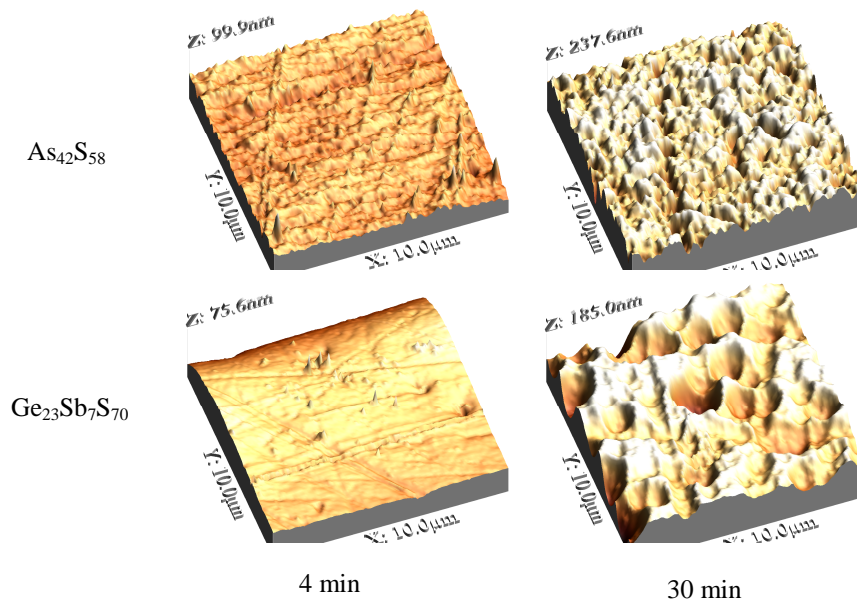 Z: 99.9nm
Z: 237.6nm
As₄₂S₅₈
Y: 10.0µm
X: 10.0µm
Y: 10.0µm
X: 10.0µm
Z: 75.6nm
Z: 185.0nm
Ge₂₃Sb₇S₇₀
Y: 10.0µm
X: 10.0µm
Y: 10.0µm
X: 10.0µm
4 min
30 min